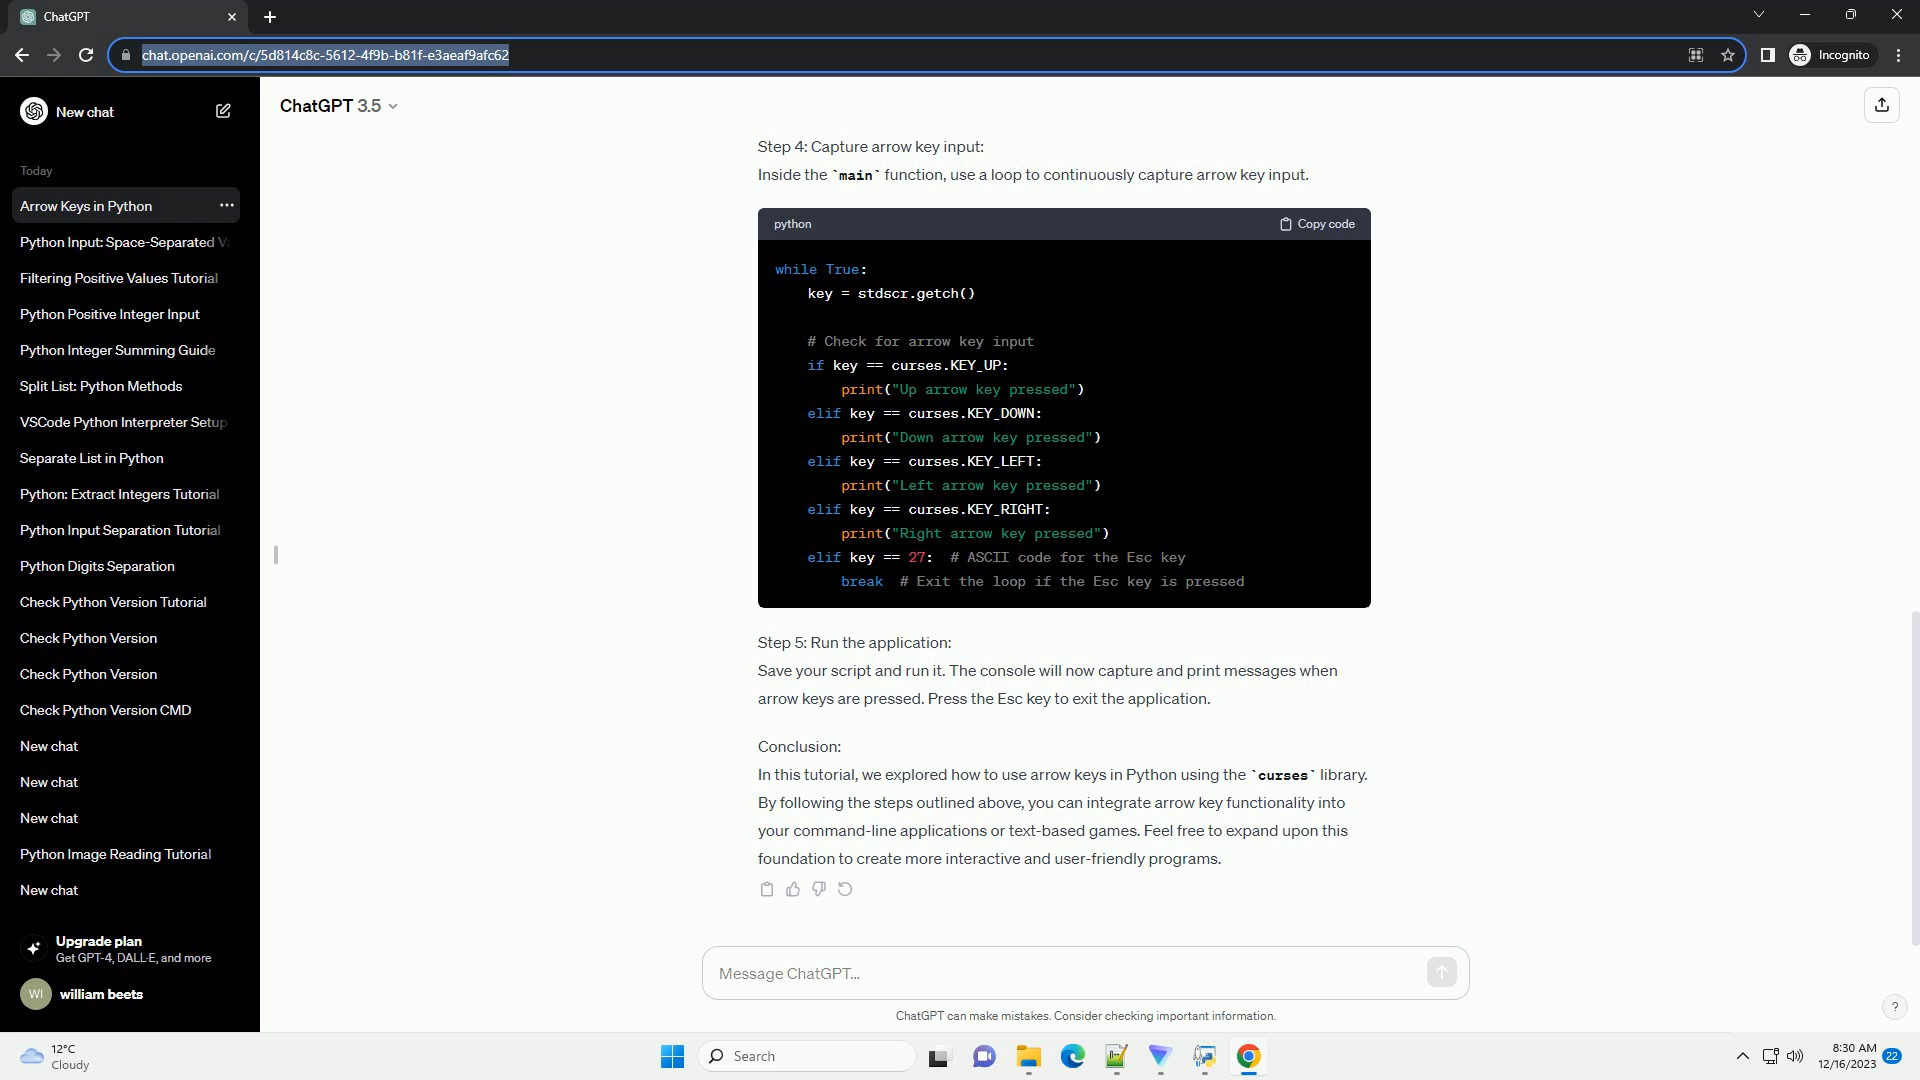 ChatGPT
chat.openai.com/c/5d814c8c-5612-4f9b-b81f-e3aeaf9afc62
Incognito
New chat
ChatGPT 3.5
Today
Arrow Keys in Python
Python Input: Space-Separated
Filtering Positive Values Tutorial
Python Positive Integer Input
Python Integer Summing Guide
Split List: Python Methods
VSCode Python Interpreter Setup
Separate List in Python
Python: Extract Integers Tutorial
Python Input Separation Tutorial
Python Digits Separation
Check Python Version Tutorial
Check Python Version
Check Python Version
Check Python Version CMD
New chat
New chat
New chat
Python Image Reading Tutorial
New chat
Upgrade plan
Get GPT-4, DALL·E, and more
WI
william beets
Step 4: Capture arrow key input:
Inside the `main` function, use a loop to continuously capture arrow key input.
python
Copy code
while True:
    key = stdscr.getch()
    # Check for arrow key input
    if key == curses.KEY_UP:
        print("Up arrow key pressed")
    elif key == curses.KEY_DOWN:
        print("Down arrow key pressed")
    elif key == curses.KEY_LEFT:
        print("Left arrow key pressed")
    elif key == curses.KEY_RIGHT:
        print("Right arrow key pressed")
    elif key == 27:  # ASCII code for the Esc key
        break  # Exit the loop if the Esc key is pressed
Step 5: Run the application:
Save your script and run it. The console will now capture and print messages when
arrow keys are pressed. Press the Esc key to exit the application.
Conclusion:
In this tutorial, we explored how to use arrow keys in Python using the `curses` library.
By following the steps outlined above, you can integrate arrow key functionality into
your command-line applications or text-based games. Feel free to expand upon this
foundation to create more interactive and user-friendly programs.
Message ChatGPT...
ChatGPT can make mistakes. Consider checking important information.
?
12°C
Cloudy
Search
8:30 AM
12/16/2023
22